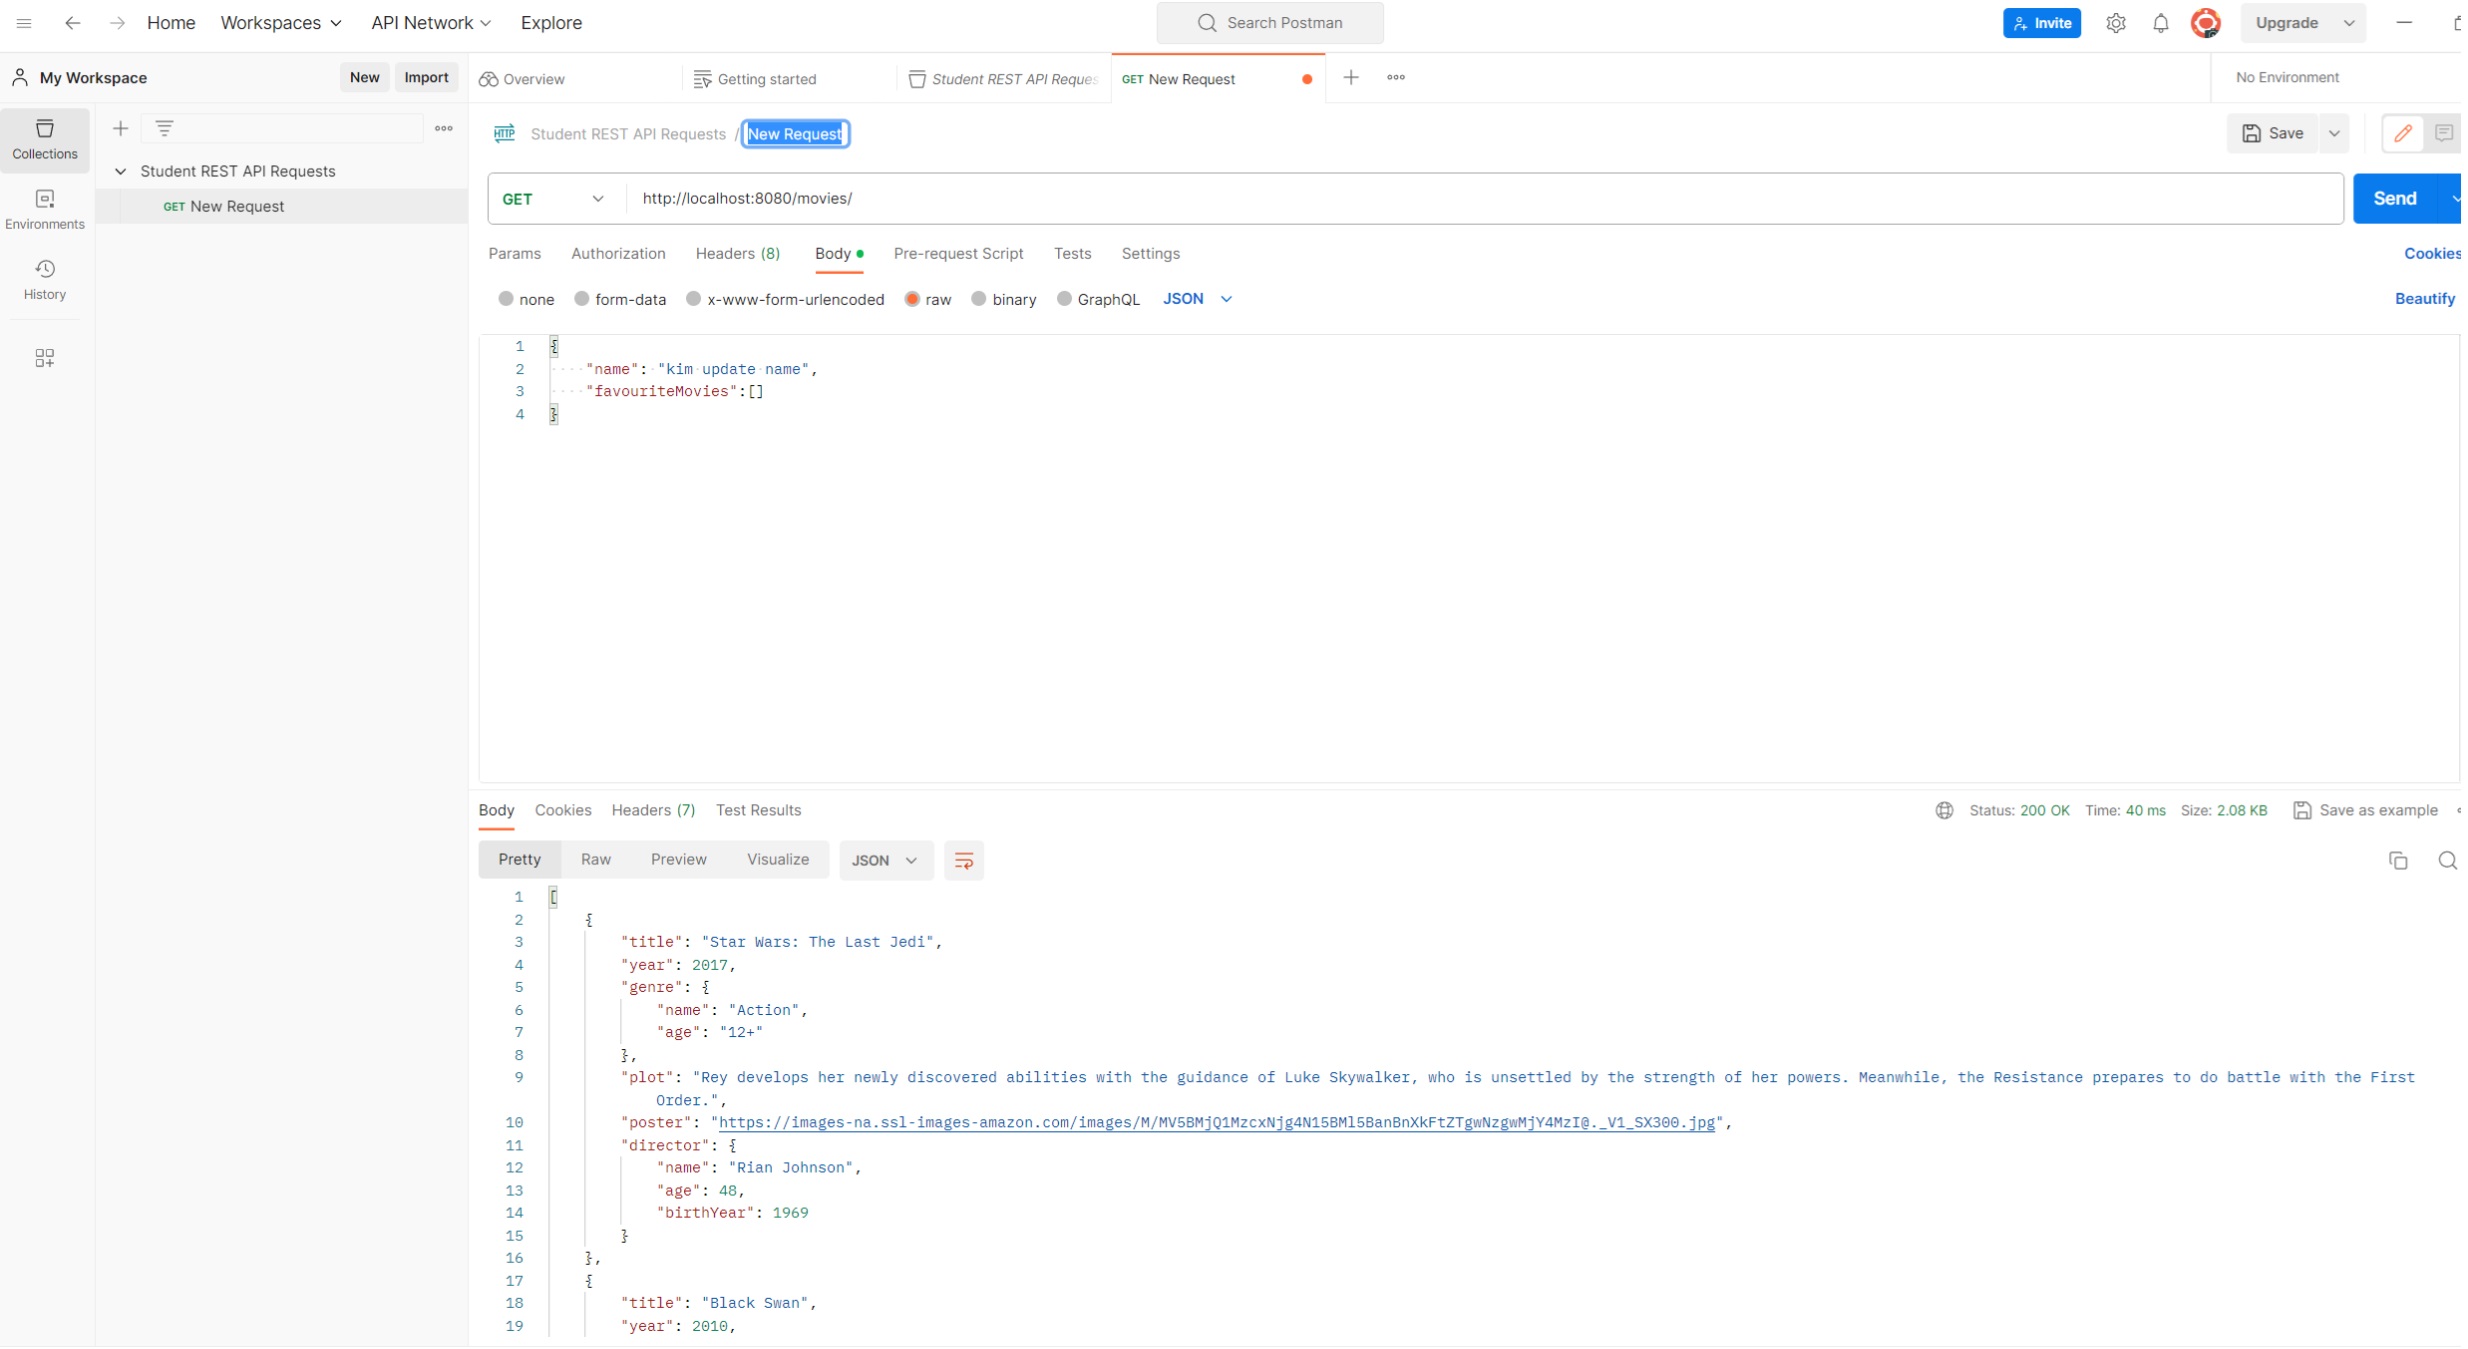 Home Workspaces API Network Explore Search Postman Invite Upgrade
My Workspace New Import Overview Getting started Student REST API Reques GET New Request No Environment
Student REST API Requests / New Request Save
Collections
Student REST API Requests
GET New Request
Environments
History
GET http://localhost:8080/movies/ Send
Params Authorization Headers (8) Body Pre-request Script Tests Settings Cookies
none form-data x-www-form-urlencoded raw binary GraphQL JSON Beautify
1 {
2 "name": "kim update name",
3 "favouriteMovies":[]
4 }
Body Cookies Headers (7) Test Results Status: 200 OK Time: 40 ms Size: 2.08 KB Save as example
Pretty Raw Preview Visualize JSON
1 [
2 {
3 "title": "Star Wars: The Last Jedi",
4 "year": 2017,
5 "genre": {
6 "name": "Action",
7 "age": "12+"
8 },
9 "plot": "Rey develops her newly discovered abilities with the guidance of Luke Skywalker, who is unsettled by the strength of her powers. Meanwhile, the Resistance prepares to do battle with the First
Order.",
10 "poster": "https://images-na.ssl-images-amazon.com/images/M/MV5BMjQ1MzcxNjg4N15BMl5BanBnXkFtZTgwNzgwMjY4MzI@._V1_SX300.jpg",
11 "director": {
12 "name": "Rian Johnson",
13 "age": 48,
14 "birthYear": 1969
15 }
16 },
17 {
18 "title": "Black Swan",
19 "year": 2010,